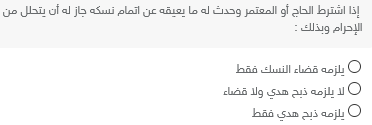 إذا اشترط الحاج أو المعتمر وحدث له ما يعيقه عن اتمام نسكه جاز له أن يتحلل من
الإحرام وبذلك :
يلزمه قضاء النسك فقط
لا يلزمه ذبح هدي ولا قضاء
يلزمه ذبح هدي فقط